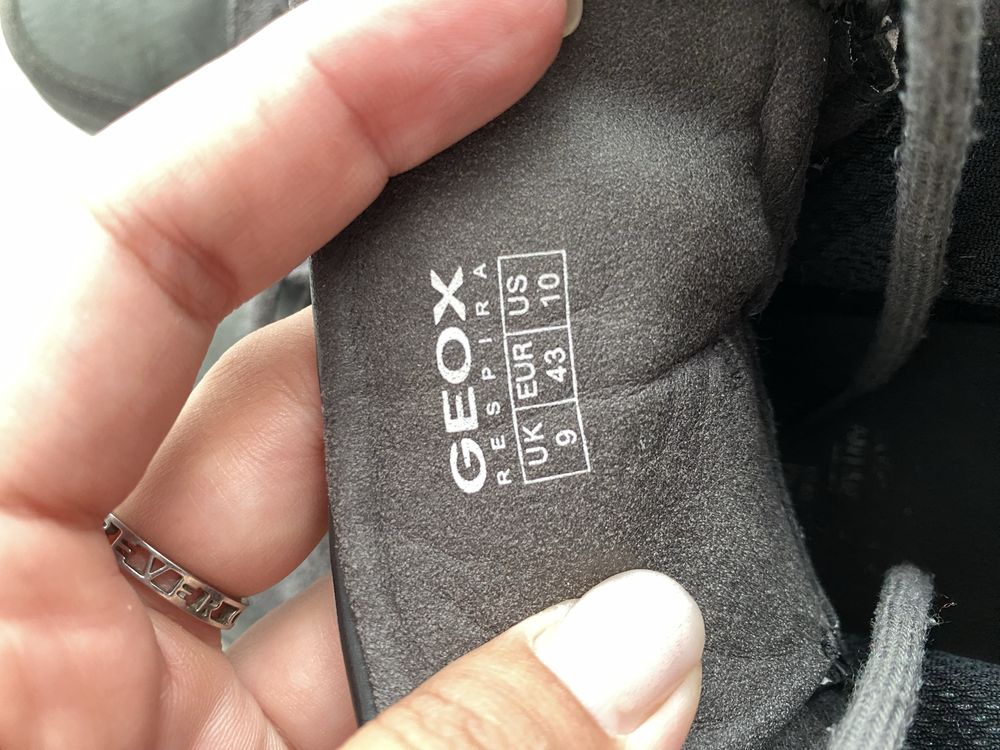 GEOX
RESPIRA
UK EUR US
9 43 10